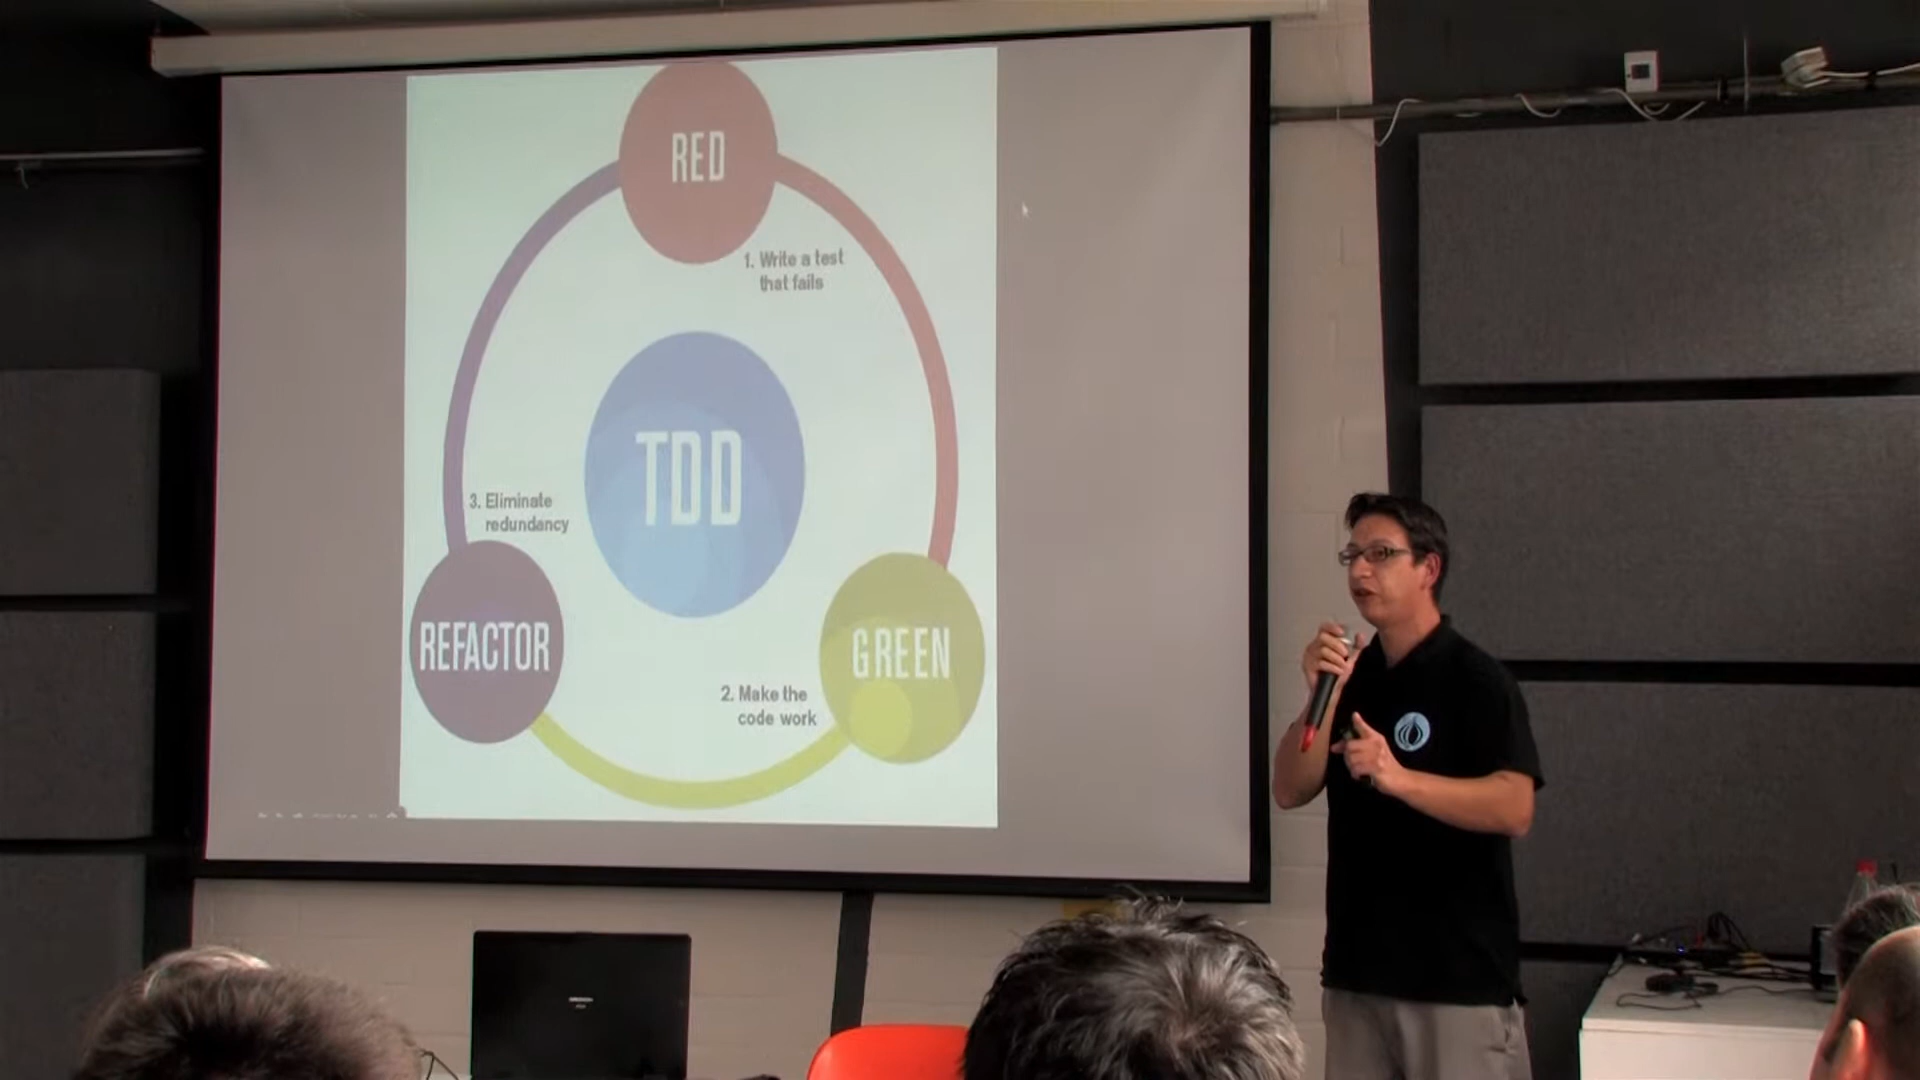 RED
1. Write a test
that fails
TDD
3. Eliminate
redundancy
REFACTOR
GREEN
2. Make the
code work